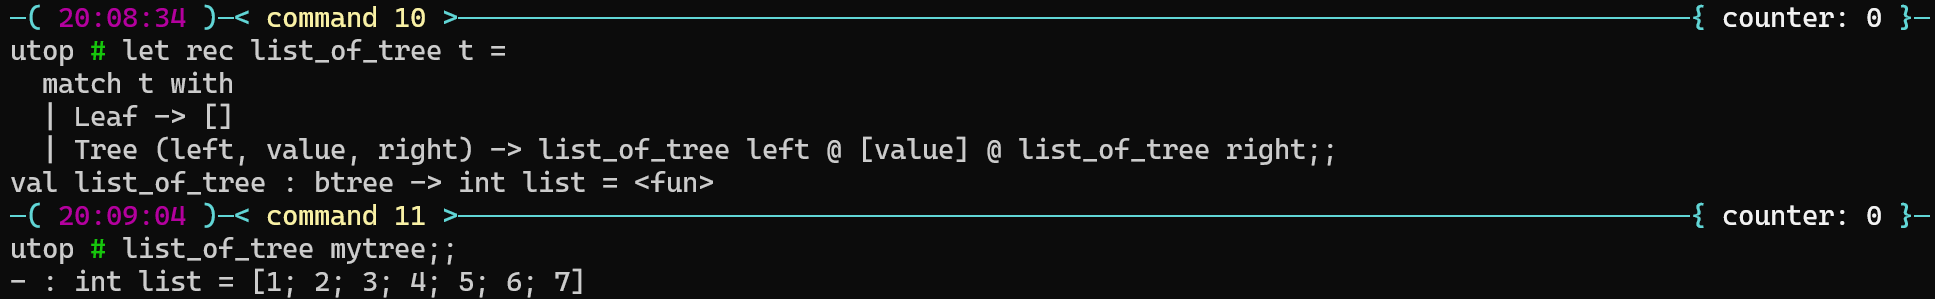 ─( 20:08:34 )─< command 10 >──────────{ counter: 0 }─
utop # let rec list_of_tree t =
  match t with
  | Leaf -> []
  | Tree (left, value, right) -> list_of_tree left @ [value] @ list_of_tree right;;
val list_of_tree : btree -> int list = <fun>
─( 20:09:04 )─< command 11 >──────────{ counter: 0 }─
utop # list_of_tree mytree;;
- : int list = [1; 2; 3; 4; 5; 6; 7]